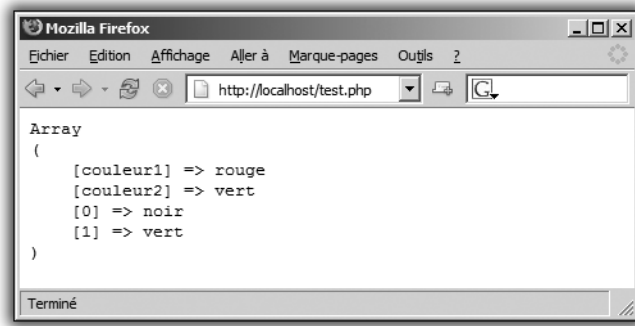 Mozilla Firefox
Fichier Edition Affichage Aller à Marque-pages Outils ?
http://localhost/test.php G
Array
(
[couleur1] => rouge
[couleur2] => vert
[0] => noir
[1] => vert
)
Terminé